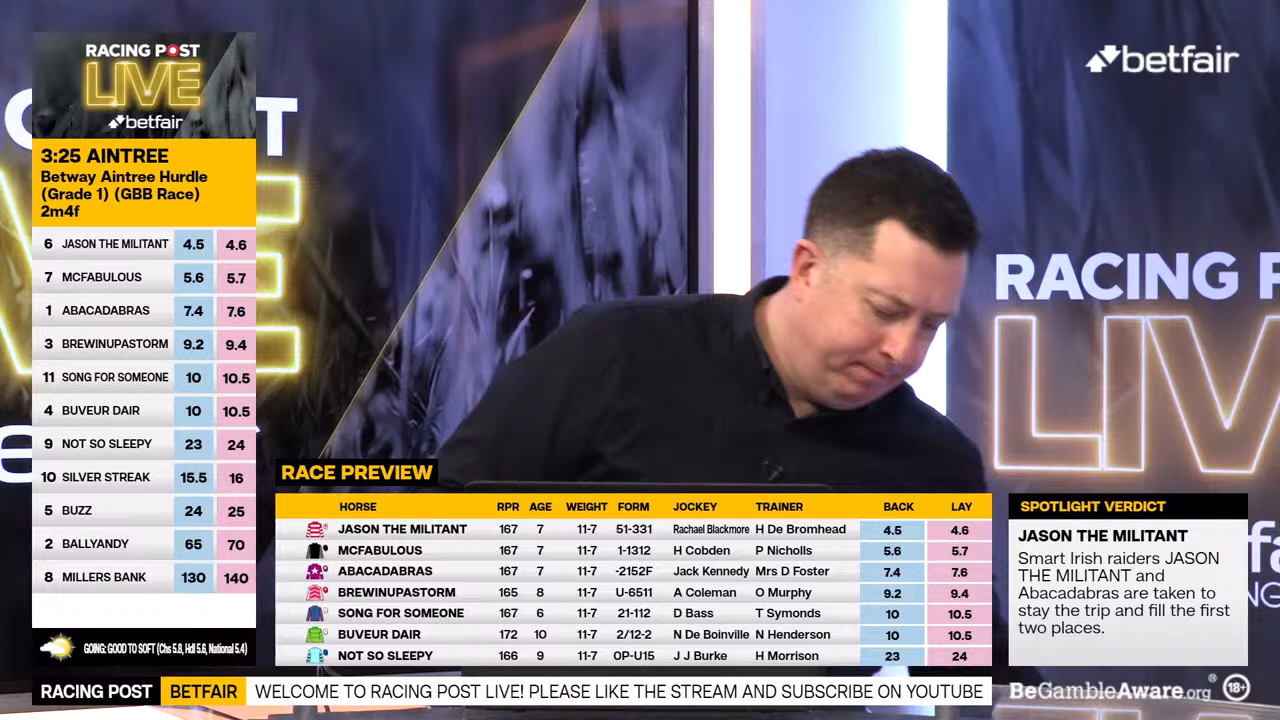 RACING POST
LIVE
betfair
3:25 AINTREE
Betway Aintree Hurdle
(Grade 1) (GBB Race)
2m4f
6 JASON THE MILITANT 4.5 4.6
7 MCFABULOUS 5.6 5.7
1 ABACADABRAS 7.4 7.6
3 BREWINUPASTORM 9.2 9.4
11 SONG FOR SOMEONE 10 10.5
4 BUVEUR DAIR 10 10.5
9 NOT SO SLEEPY 23 24
10 SILVER STREAK 15.5 16
5 BUZZ 24 25
2 BALLYANDY 65 70
8 MILLERS BANK 130 140
GOING: GOOD TO SOFT (Chs 5.8, Hdl 5.6, National 5.4)
betfair
RACING P
LIV
RACE PREVIEW
HORSE RPR AGE WEIGHT FORM JOCKEY TRAINER BACK LAY
JASON THE MILITANT 167 7 11-7 51-331 Rachael Blackmore H De Bromhead 4.5 4.6
MCFABULOUS 167 7 11-7 1-1312 H Cobden P Nicholls 5.6 5.7
ABACADABRAS 167 7 11-7 -2152F Jack Kennedy Mrs D Foster 7.4 7.6
BREWINUPASTORM 165 8 11-7 U-6511 A Coleman O Murphy 9.2 9.4
SONG FOR SOMEONE 167 6 11-7 21-112 D Bass T Symonds 10 10.5
BUVEUR DAIR 172 10 11-7 2/12-2 N De Boinville N Henderson 10 10.5
NOT SO SLEEPY 166 9 11-7 0P-U15 J J Burke H Morrison 23 24
SPOTLIGHT VERDICT
JASON THE MILITANT
Smart Irish raiders JASON
THE MILITANT and
Abacadabras are taken to
stay the trip and fill the first
two places.
RACING POST BETFAIR WELCOME TO RACING POST LIVE! PLEASE LIKE THE STREAM AND SUBSCRIBE ON YOUTUBE
BeGambleAware.org® 18+